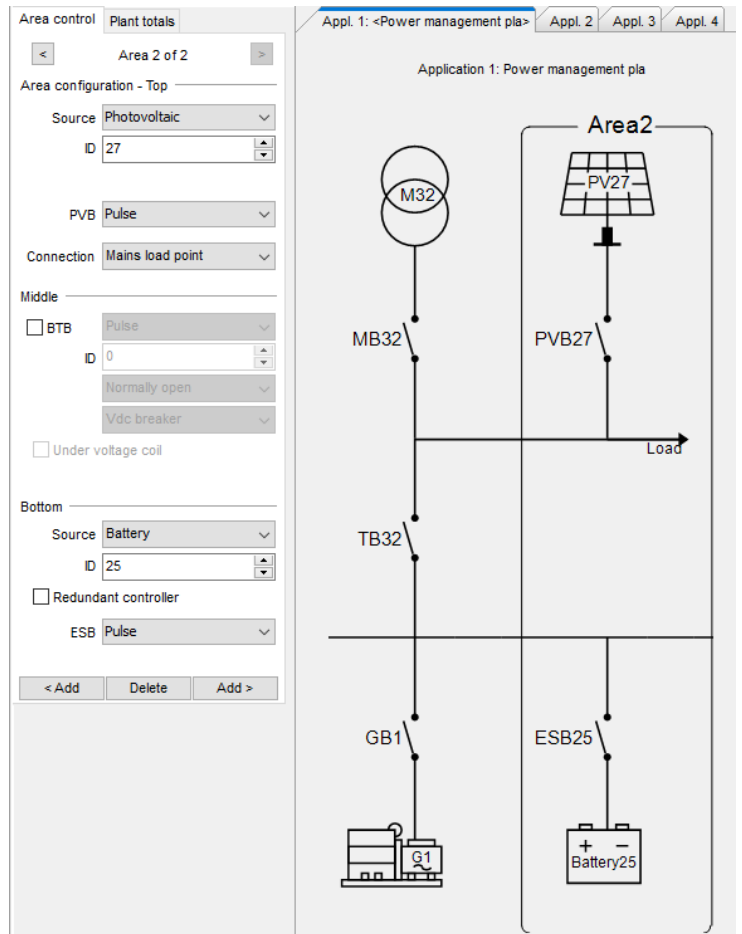 Area control
Plant totals
<
Area 2 of 2
>
Area configuration - Top
Source Photovoltaic
ID 27
PVB Pulse
Connection Mains load point
Middle
BTB Pulse
ID 0
Normally open
Vdc breaker
Under voltage coil
Bottom
Source Battery
ID 25
Redundant controller
ESB Pulse
< Add
Delete
Add >
Appl. 1: <Power management pla>
Appl. 2
Appl. 3
Appl. 4
Application 1: Power management pla
Area2
M32
PV27
MB32
PVB27
Load
TB32
GB1
ESB25
G1
+ −
Battery25